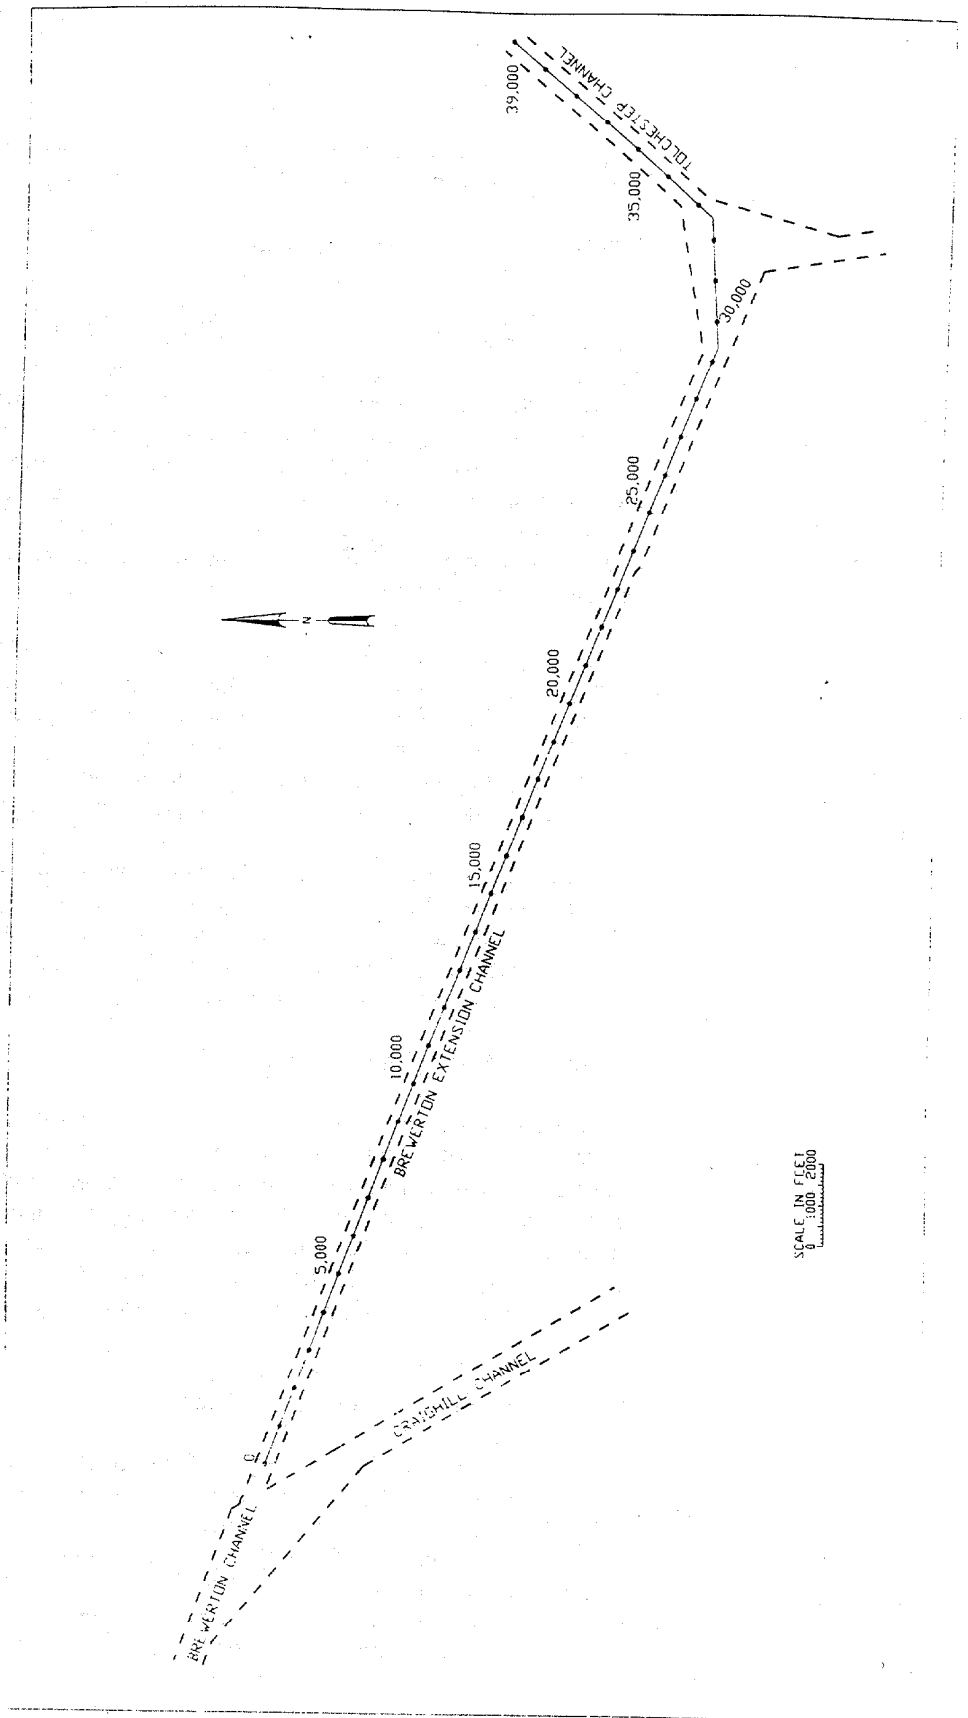 39,000
TOLCHESTER CHANNEL
35,000
30,000
25,000
N
20,000
15,000
BREWERTON EXTENSION CHANNEL
10,000
5,000
SCALE IN FEET
0 1000 2000
CRAIGHILL CHANNEL
0
BREWERTON CHANNEL